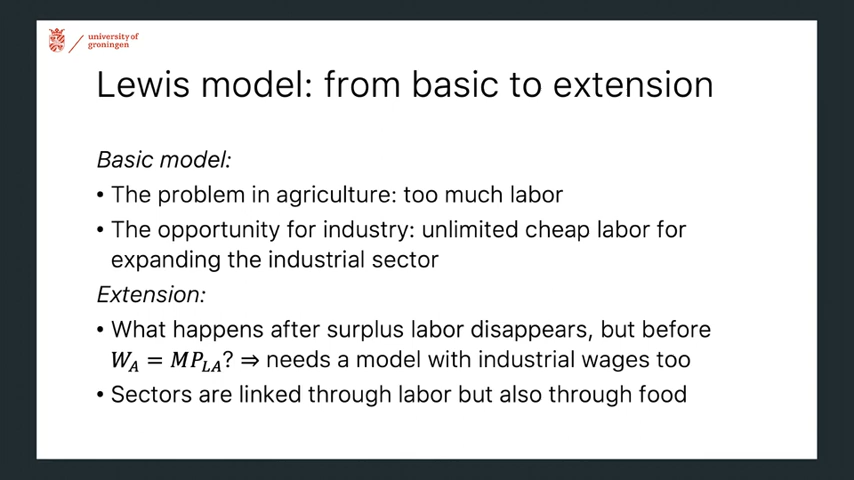 university of
groningen
Lewis model: from basic to extension
Basic model:
• The problem in agriculture: too much labor
• The opportunity for industry: unlimited cheap labor for
expanding the industrial sector
Extension:
• What happens after surplus labor disappears, but before
W_A = MP_{LA}? ⇒ needs a model with industrial wages too
• Sectors are linked through labor but also through food